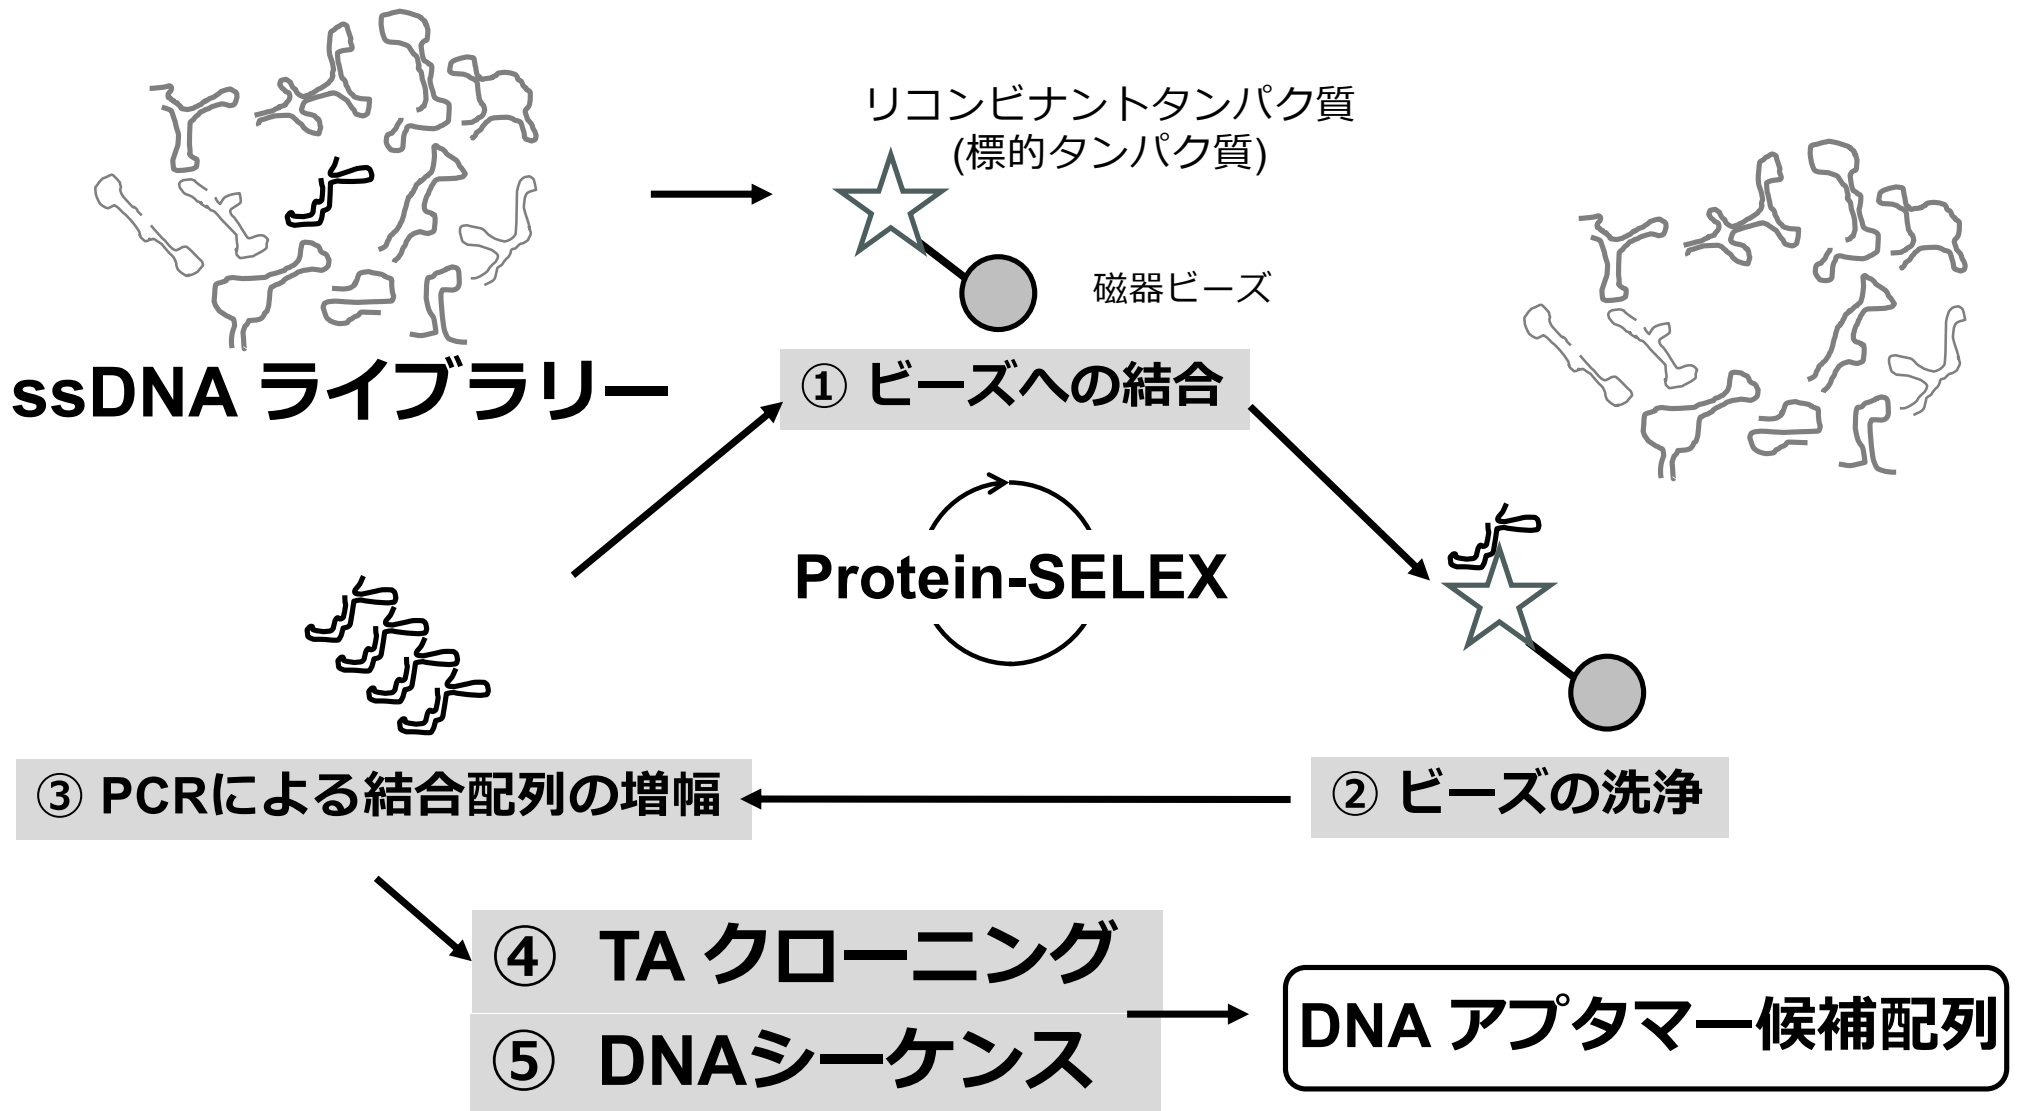 リコンビナントタンパク質
(標的タンパク質)
磁器ビーズ
ssDNA ライブラリー
① ビーズへの結合
Protein-SELEX
② ビーズの洗浄
③ PCRによる結合配列の増幅
④ TA クローニング
⑤ DNAシーケンス
DNA アプタマー候補配列